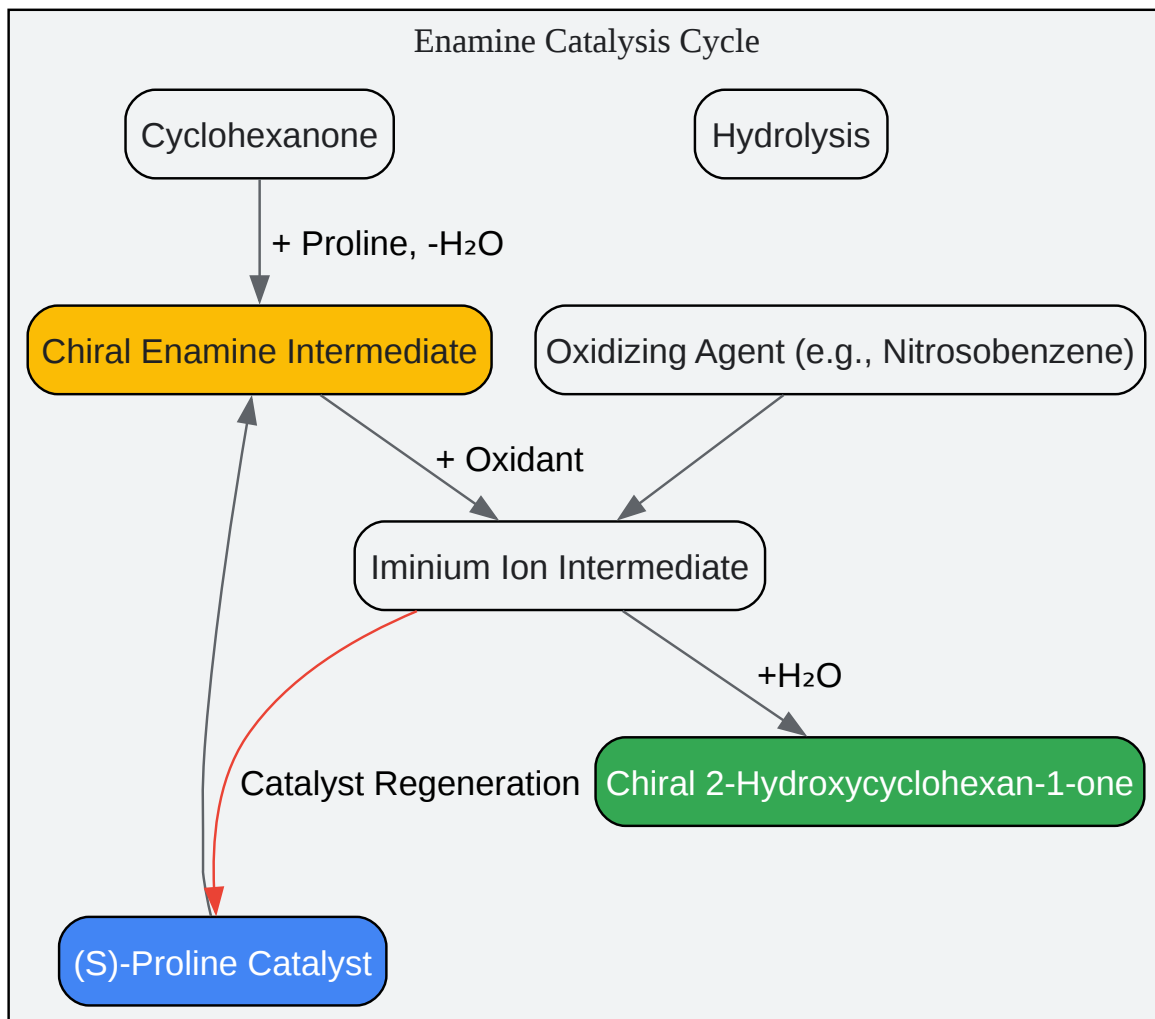 Enamine Catalysis Cycle
Cyclohexanone
Hydrolysis
+ Proline, -H₂O
Chiral Enamine Intermediate
Oxidizing Agent (e.g., Nitrosobenzene)
+ Oxidant
Iminium Ion Intermediate
+H₂O
Catalyst Regeneration
Chiral 2-Hydroxycyclohexan-1-one
(S)-Proline Catalyst